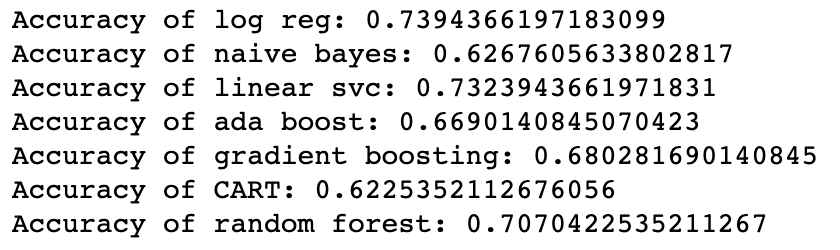 Accuracy of log reg: 0.7394366197183099
Accuracy of naive bayes: 0.6267605633802817
Accuracy of linear svc: 0.7323943661971831
Accuracy of ada boost: 0.6690140845070423
Accuracy of gradient boosting: 0.680281690140845
Accuracy of CART: 0.6225352112676056
Accuracy of random forest: 0.7070422535211267